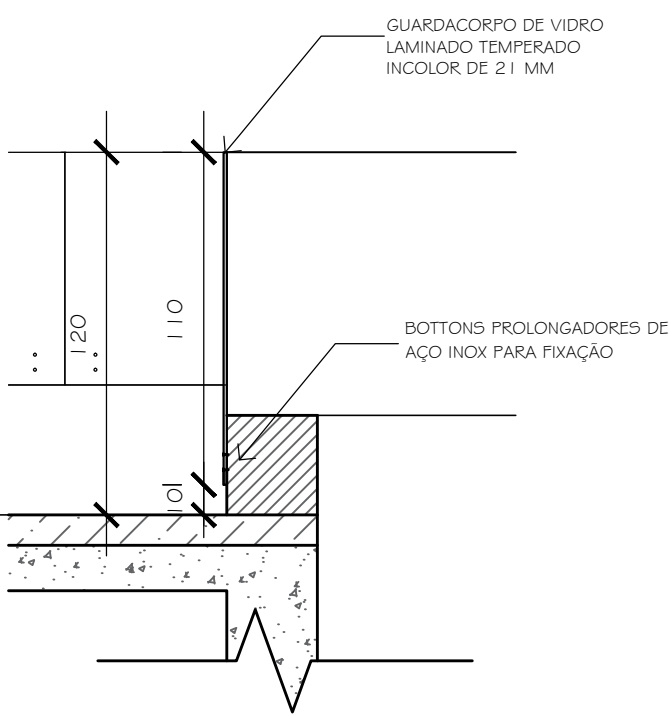 GUARDACORPO DE VIDRO
LAMINADO TEMPERADO
INCOLOR DE 21 MM
120
110
BOTTONS PROLONGADORES DE
AÇO INOX PARA FIXAÇÃO
10